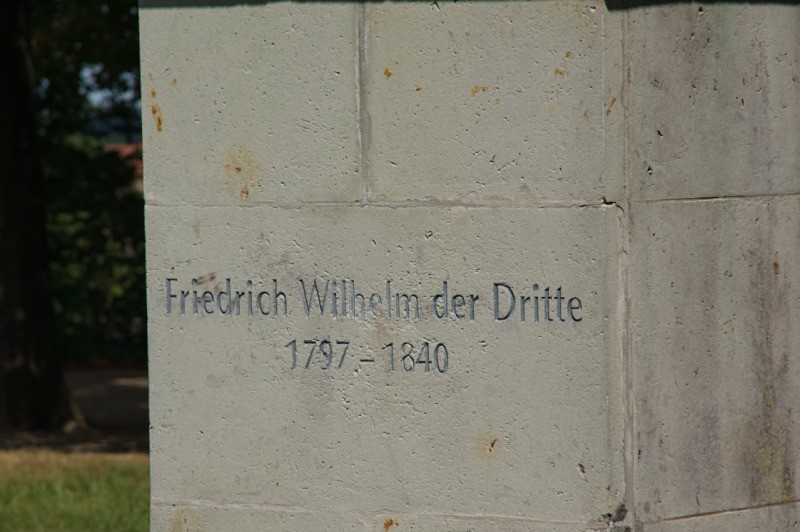 Friedrich Wilhelm der Dritte
1797 - 1840